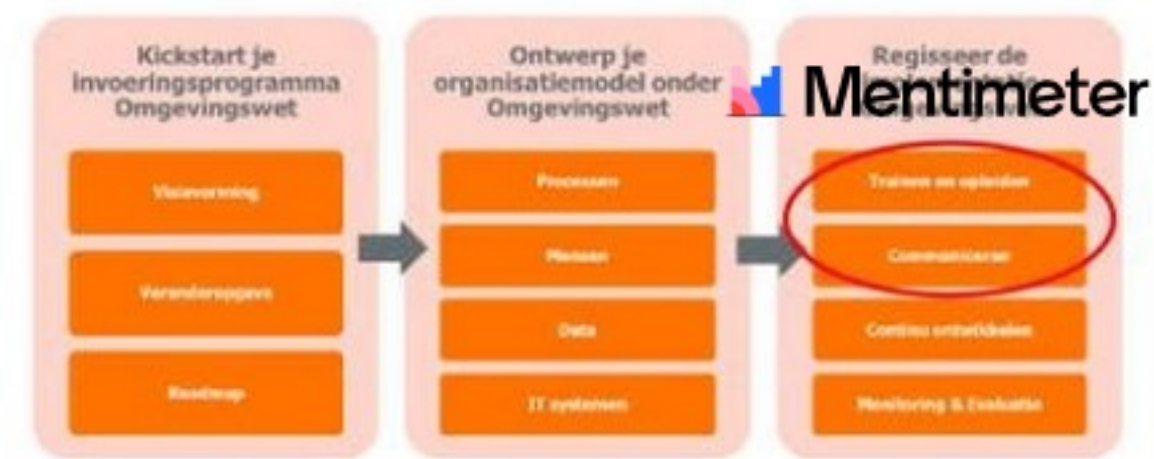 Kickstart je
invoeringsprogramma
Omgevingswet
Visievorming
Veranderopgave
Roadmap
Ontwerp je
organisatiemodel onder
Omgevingswet
Processen
Mensen
Data
IT systemen
Regisseer de
Mentimeter
Trainen en opleiden
Communiceren
Continu ontwikkelen
Monitoring & Evaluatie